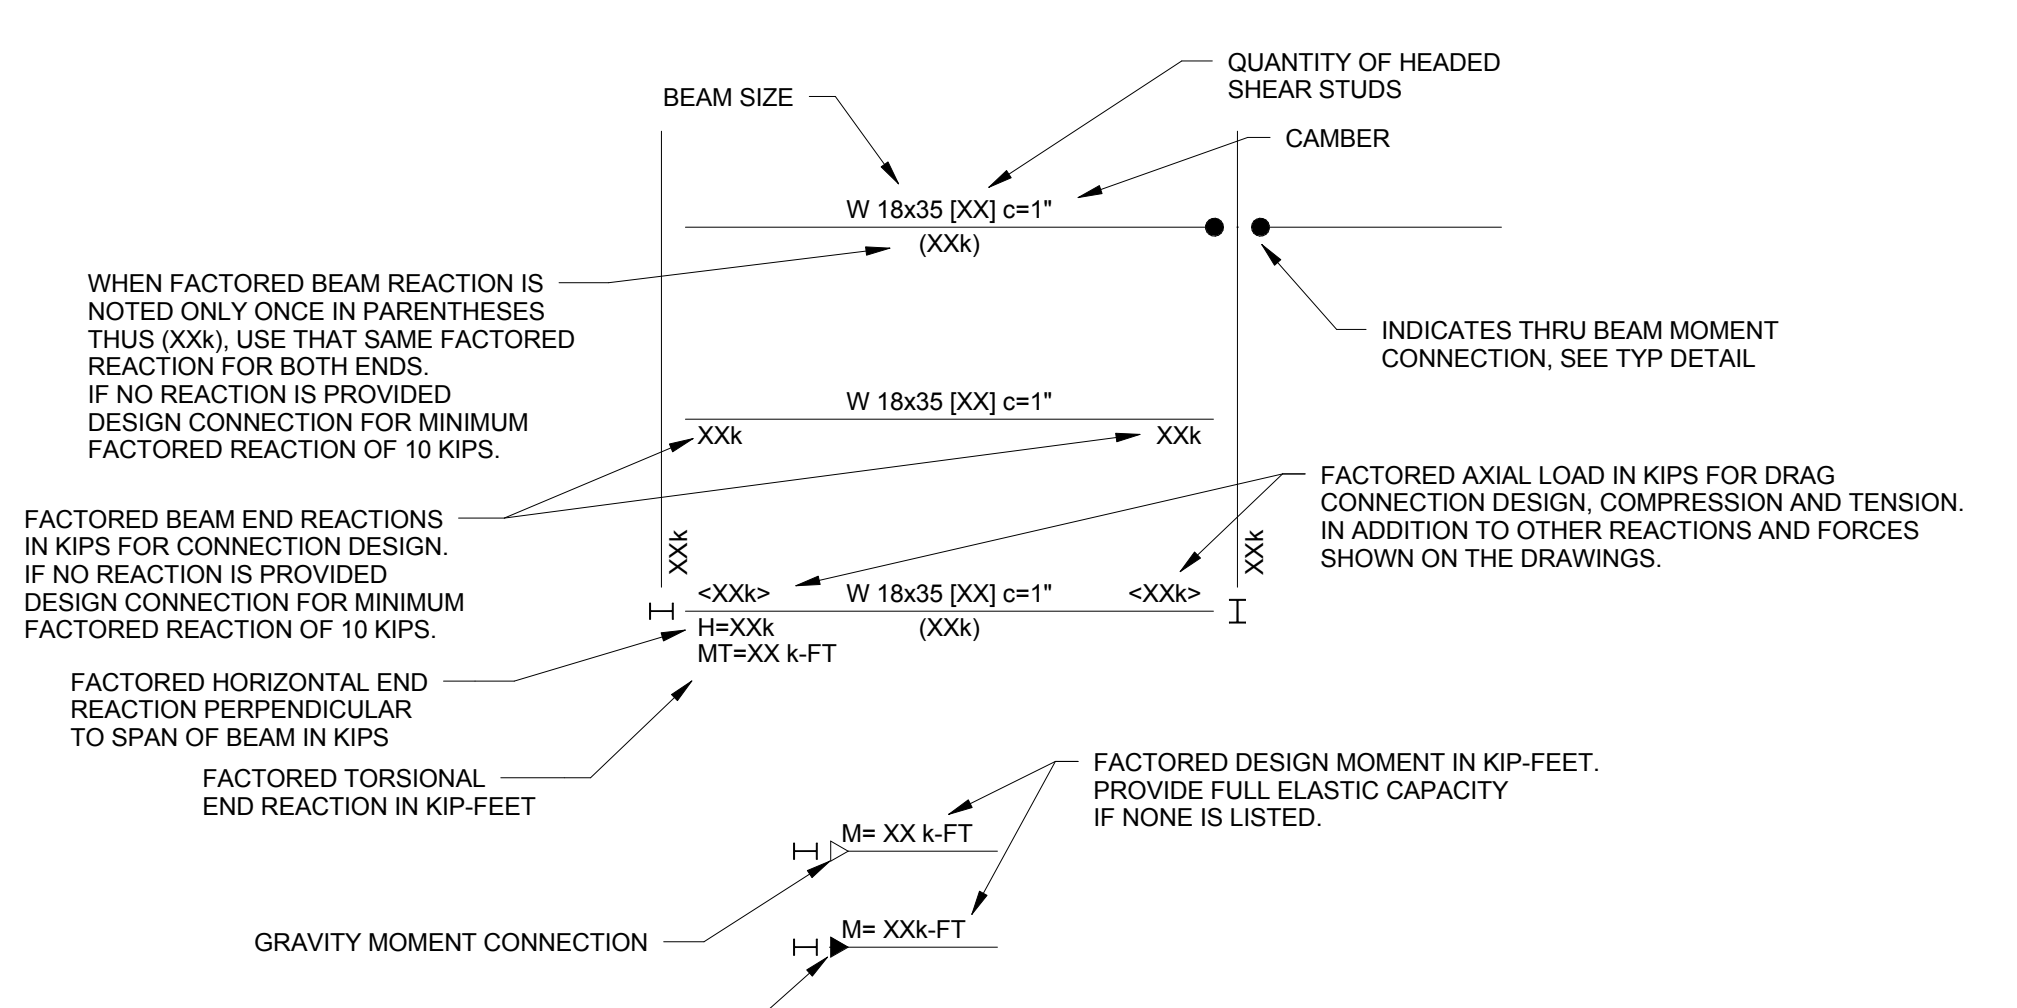 QUANTITY OF HEADED
SHEAR STUDS
BEAM SIZE
CAMBER
W 18x35 [XX] c=1"
(XXk)
WHEN FACTORED BEAM REACTION IS
NOTED ONLY ONCE IN PARENTHESES
THUS (XXk), USE THAT SAME FACTORED
REACTION FOR BOTH ENDS.
IF NO REACTION IS PROVIDED
DESIGN CONNECTION FOR MINIMUM
FACTORED REACTION OF 10 KIPS.
INDICATES THRU BEAM MOMENT
CONNECTION, SEE TYP DETAIL
W 18x35 [XX] c=1"
XXk
XXk
FACTORED AXIAL LOAD IN KIPS FOR DRAG
CONNECTION DESIGN, COMPRESSION AND TENSION.
IN ADDITION TO OTHER REACTIONS AND FORCES
SHOWN ON THE DRAWINGS.
FACTORED BEAM END REACTIONS
IN KIPS FOR CONNECTION DESIGN.
IF NO REACTION IS PROVIDED
DESIGN CONNECTION FOR MINIMUM
FACTORED REACTION OF 10 KIPS.
XXk
XXk
<XXk>
W 18x35 [XX] c=1"
<XXk>
H=XXk
(XXk)
MT=XX k-FT
FACTORED HORIZONTAL END
REACTION PERPENDICULAR
TO SPAN OF BEAM IN KIPS
FACTORED TORSIONAL
END REACTION IN KIP-FEET
FACTORED DESIGN MOMENT IN KIP-FEET.
PROVIDE FULL ELASTIC CAPACITY
IF NONE IS LISTED.
M= XX k-FT
GRAVITY MOMENT CONNECTION
M= XXk-FT